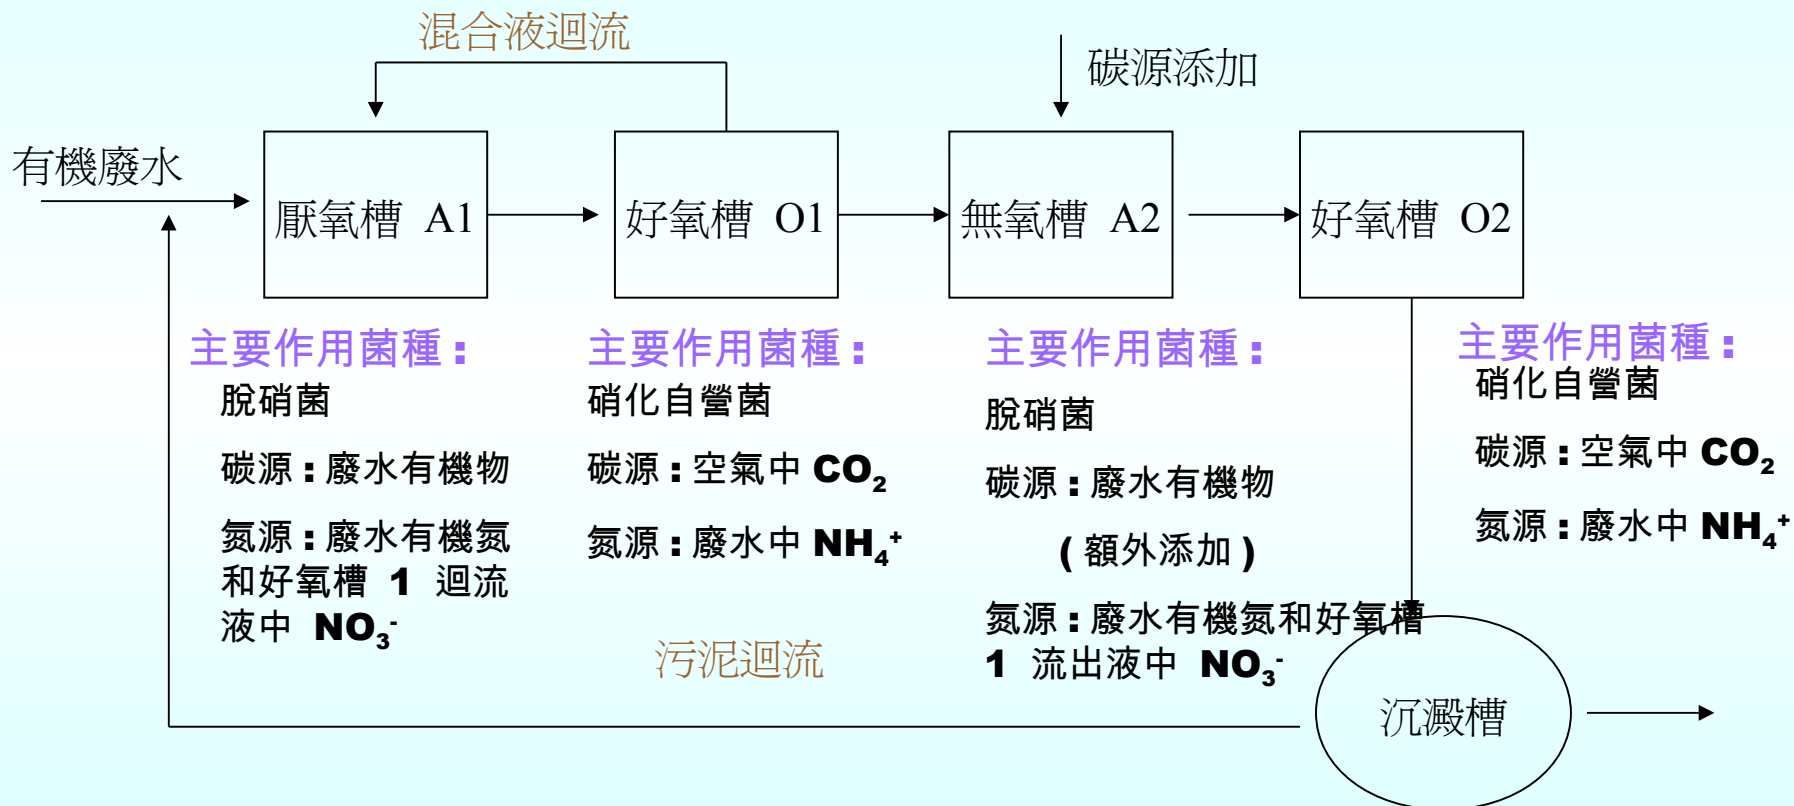 混合液迴流
碳源添加
有機廢水
厭氧槽 A1
好氧槽 O1
無氧槽 A2
好氧槽 O2
主要作用菌種：
脫硝菌
碳源：廢水有機物
氮源：廢水有機氮
和好氧槽 1 迴流
液中 NO₃⁻
主要作用菌種：
硝化自營菌
碳源：空氣中 CO₂
氮源：廢水中 NH₄⁺
主要作用菌種：
脫硝菌
碳源：廢水有機物
(額外添加)
氮源：廢水有機氮和好氧槽
1 流出液中 NO₃⁻
主要作用菌種：
硝化自營菌
碳源：空氣中 CO₂
氮源：廢水中 NH₄⁺
污泥迴流
沉澱槽